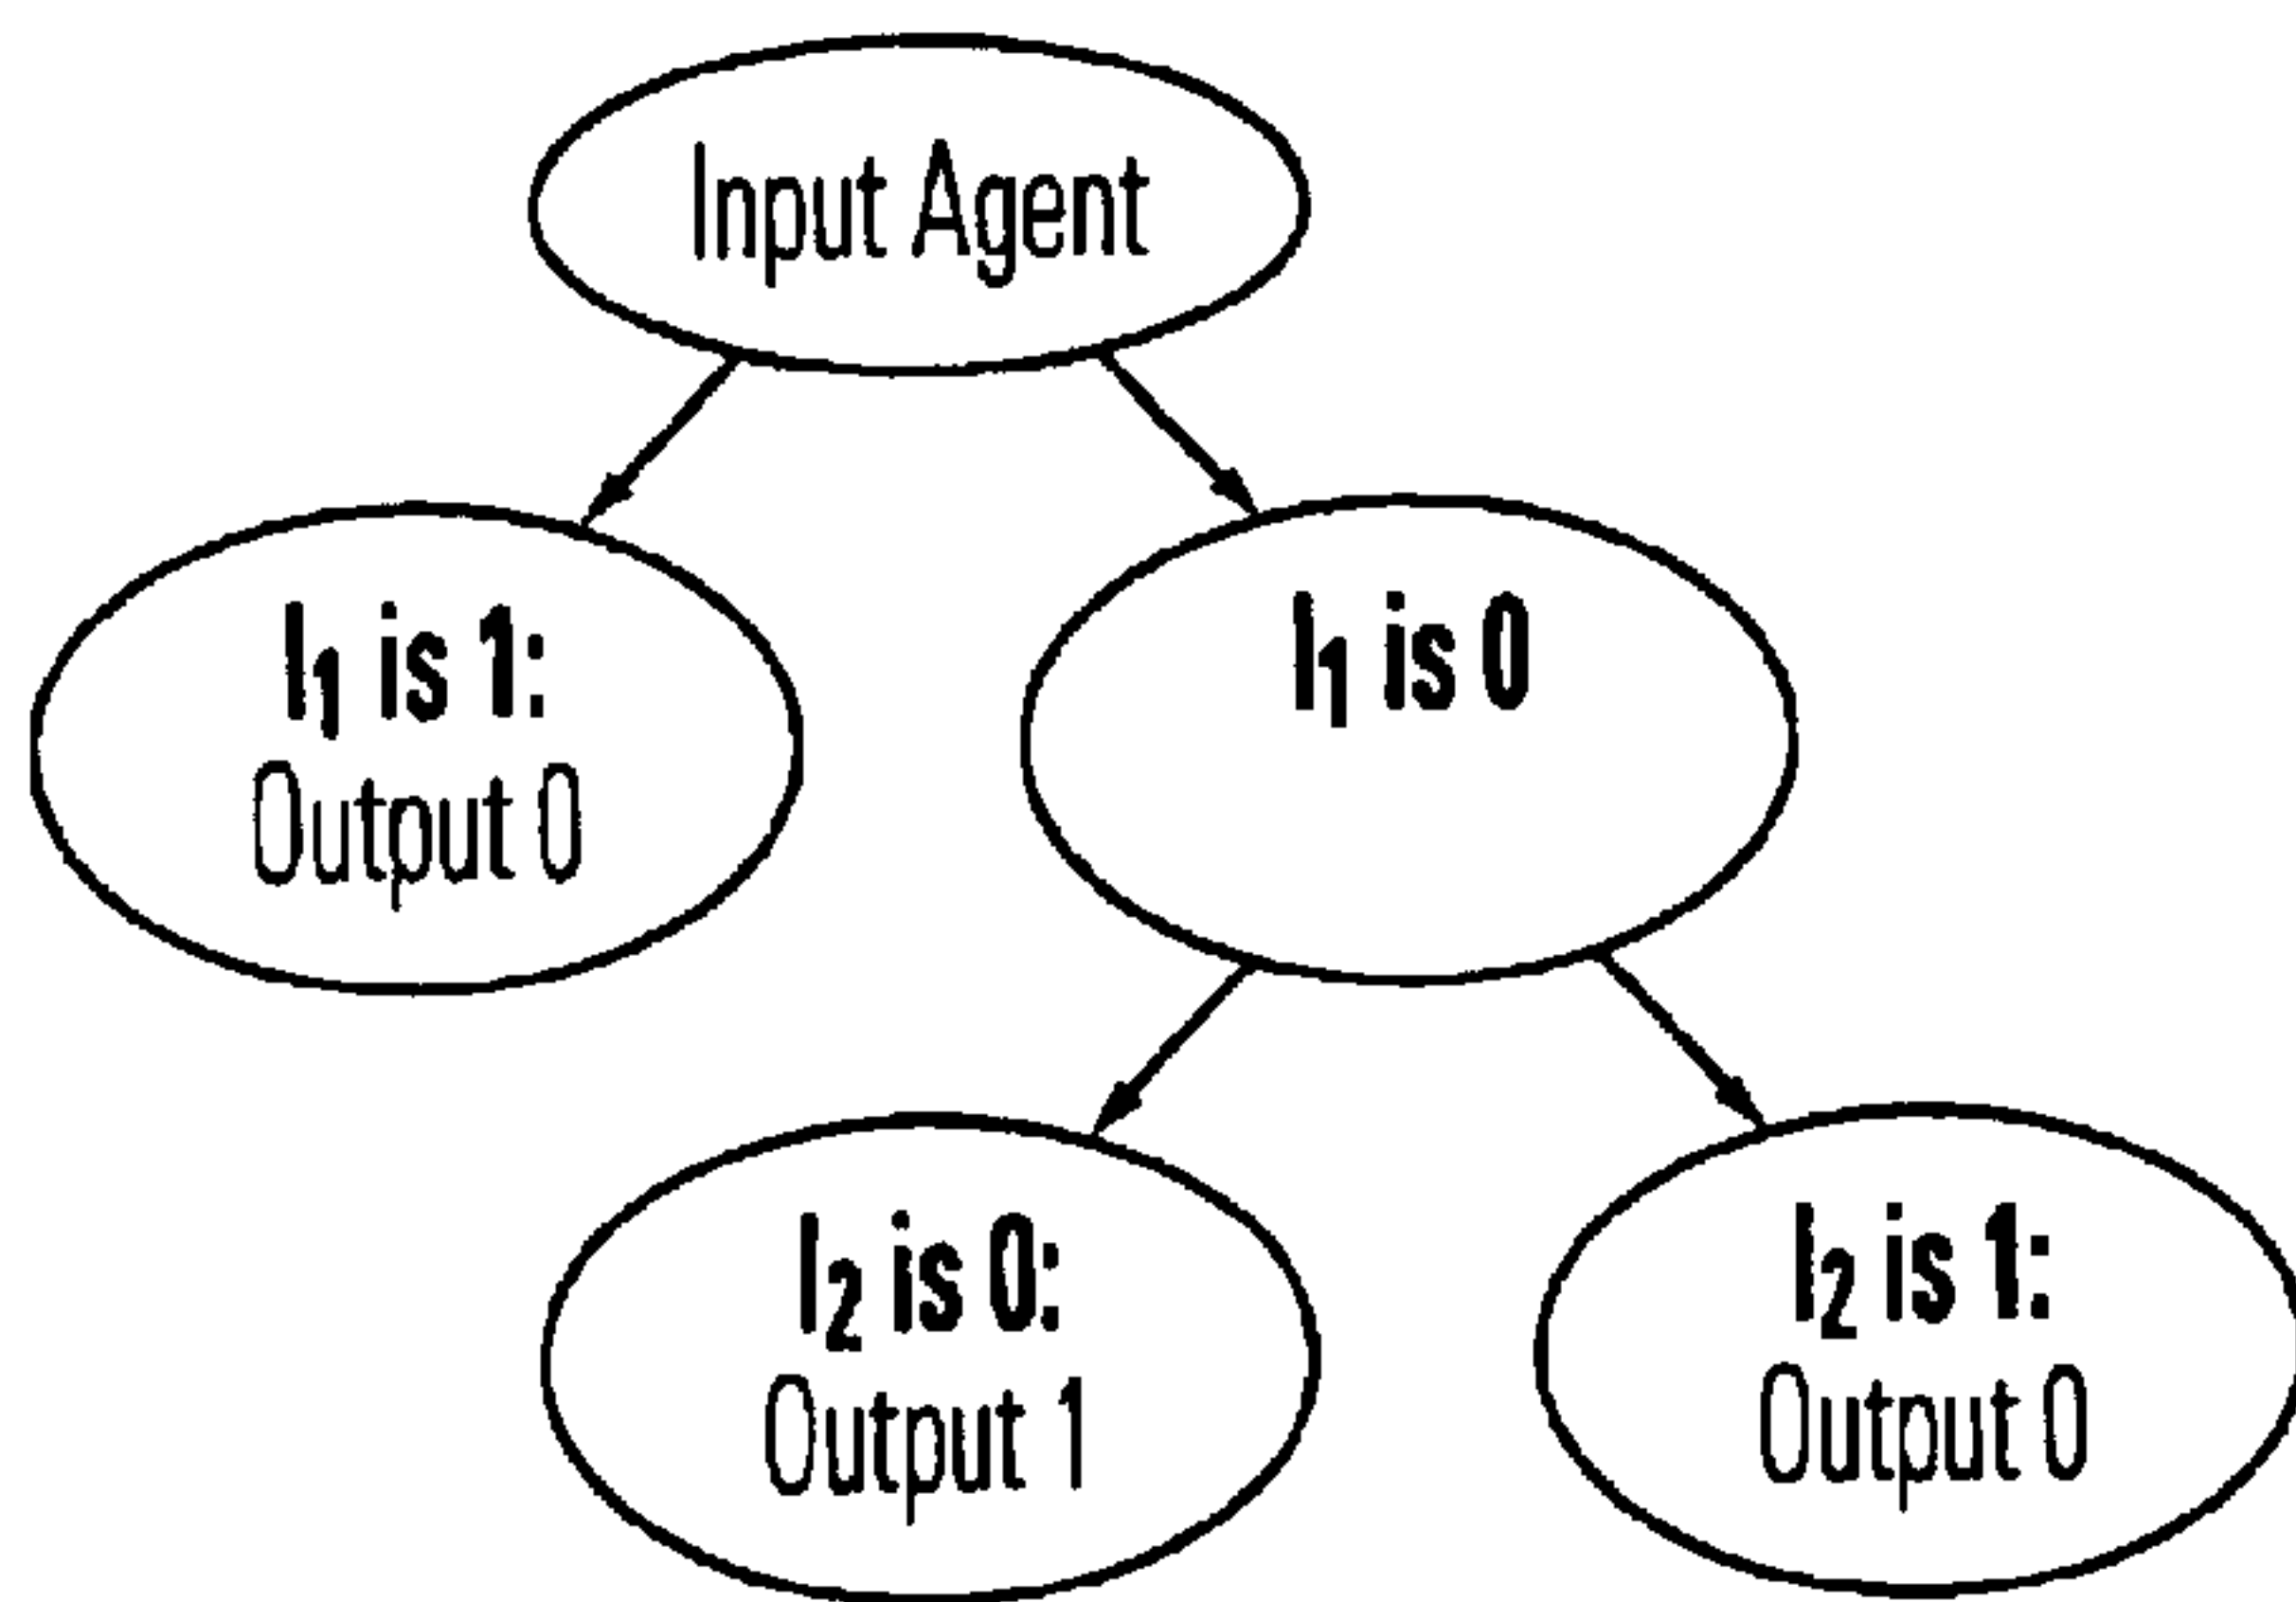 Input Agent
I₁ is 1:
Output 0
I₁ is 0
I₂ is 0:
Output 1
I₂ is 1:
Output 0